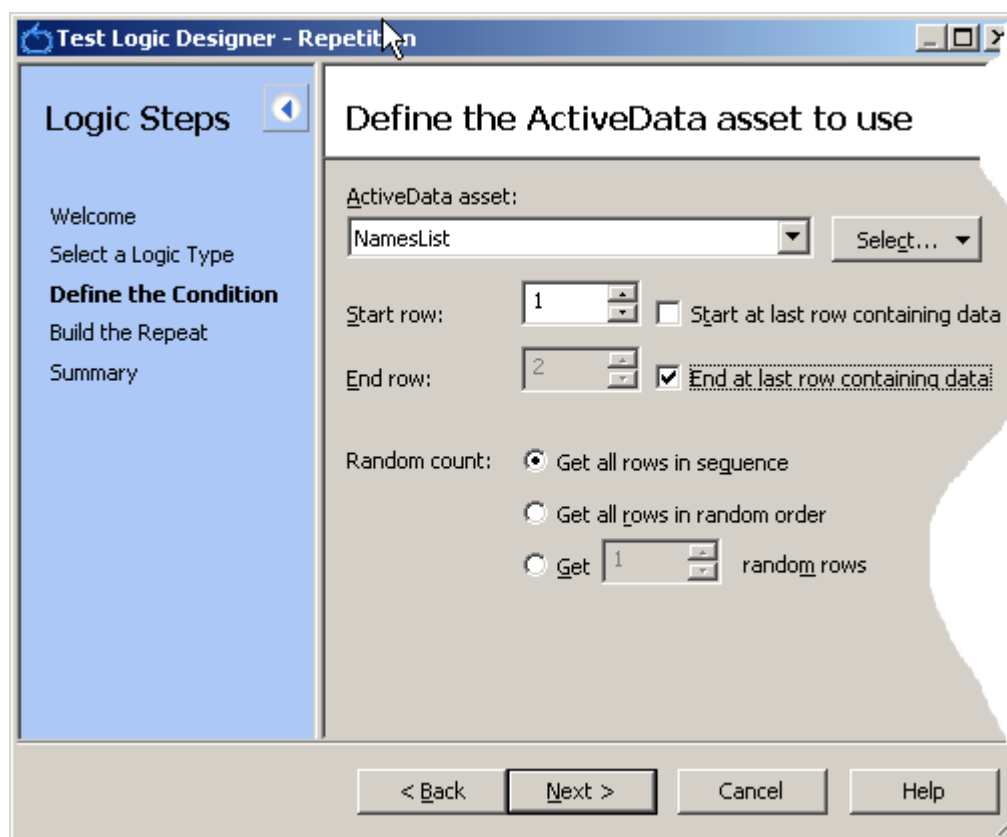 Test Logic Designer - Repetition
Logic Steps
Welcome
Select a Logic Type
Define the Condition
Build the Repeat
Summary
Define the ActiveData asset to use
ActiveData asset:
NamesList
Select...
Start row:
1
Start at last row containing data
End row:
2
End at last row containing data
Random count:
Get all rows in sequence
Get all rows in random order
Get 1 random rows
< Back
Next >
Cancel
Help